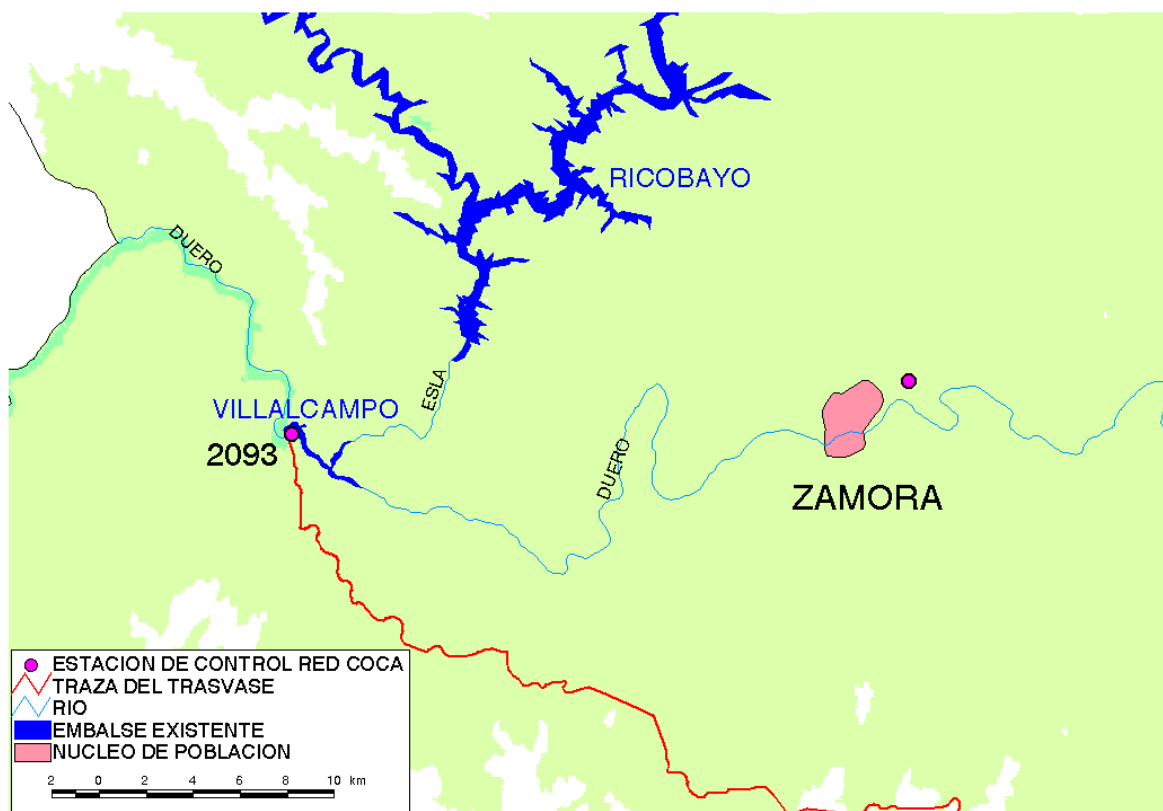 RICOBAYO
DUERO
ESLA
VILLALCAMPO
2093
DUERO
ZAMORA
ESTACION DE CONTROL RED COCA
TRAZA DEL TRASVASE
RIO
EMBALSE EXISTENTE
NUCLEO DE POBLACION
2 0 2 4 6 8 10 km